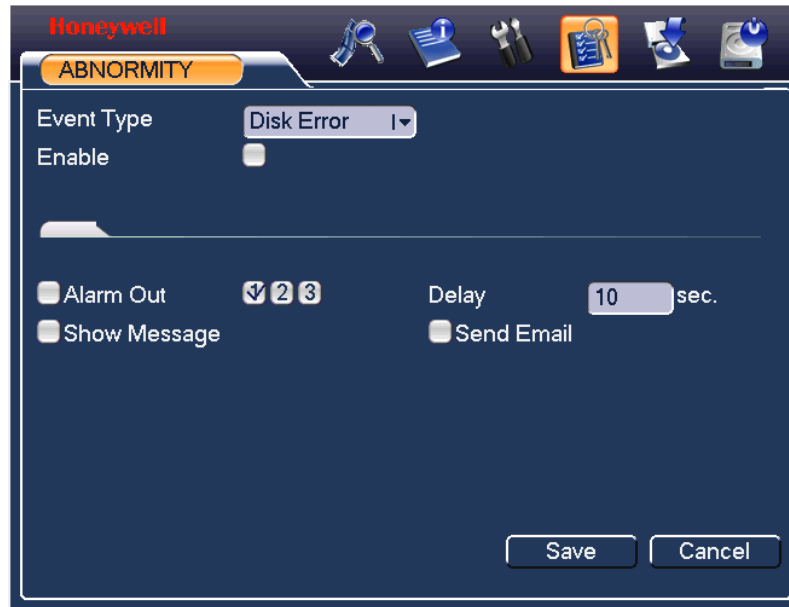 Honeywell
ABNORMITY
Event Type Disk Error
Enable
Alarm Out 1 2 3 Delay 10 sec.
Show Message Send Email
Save Cancel